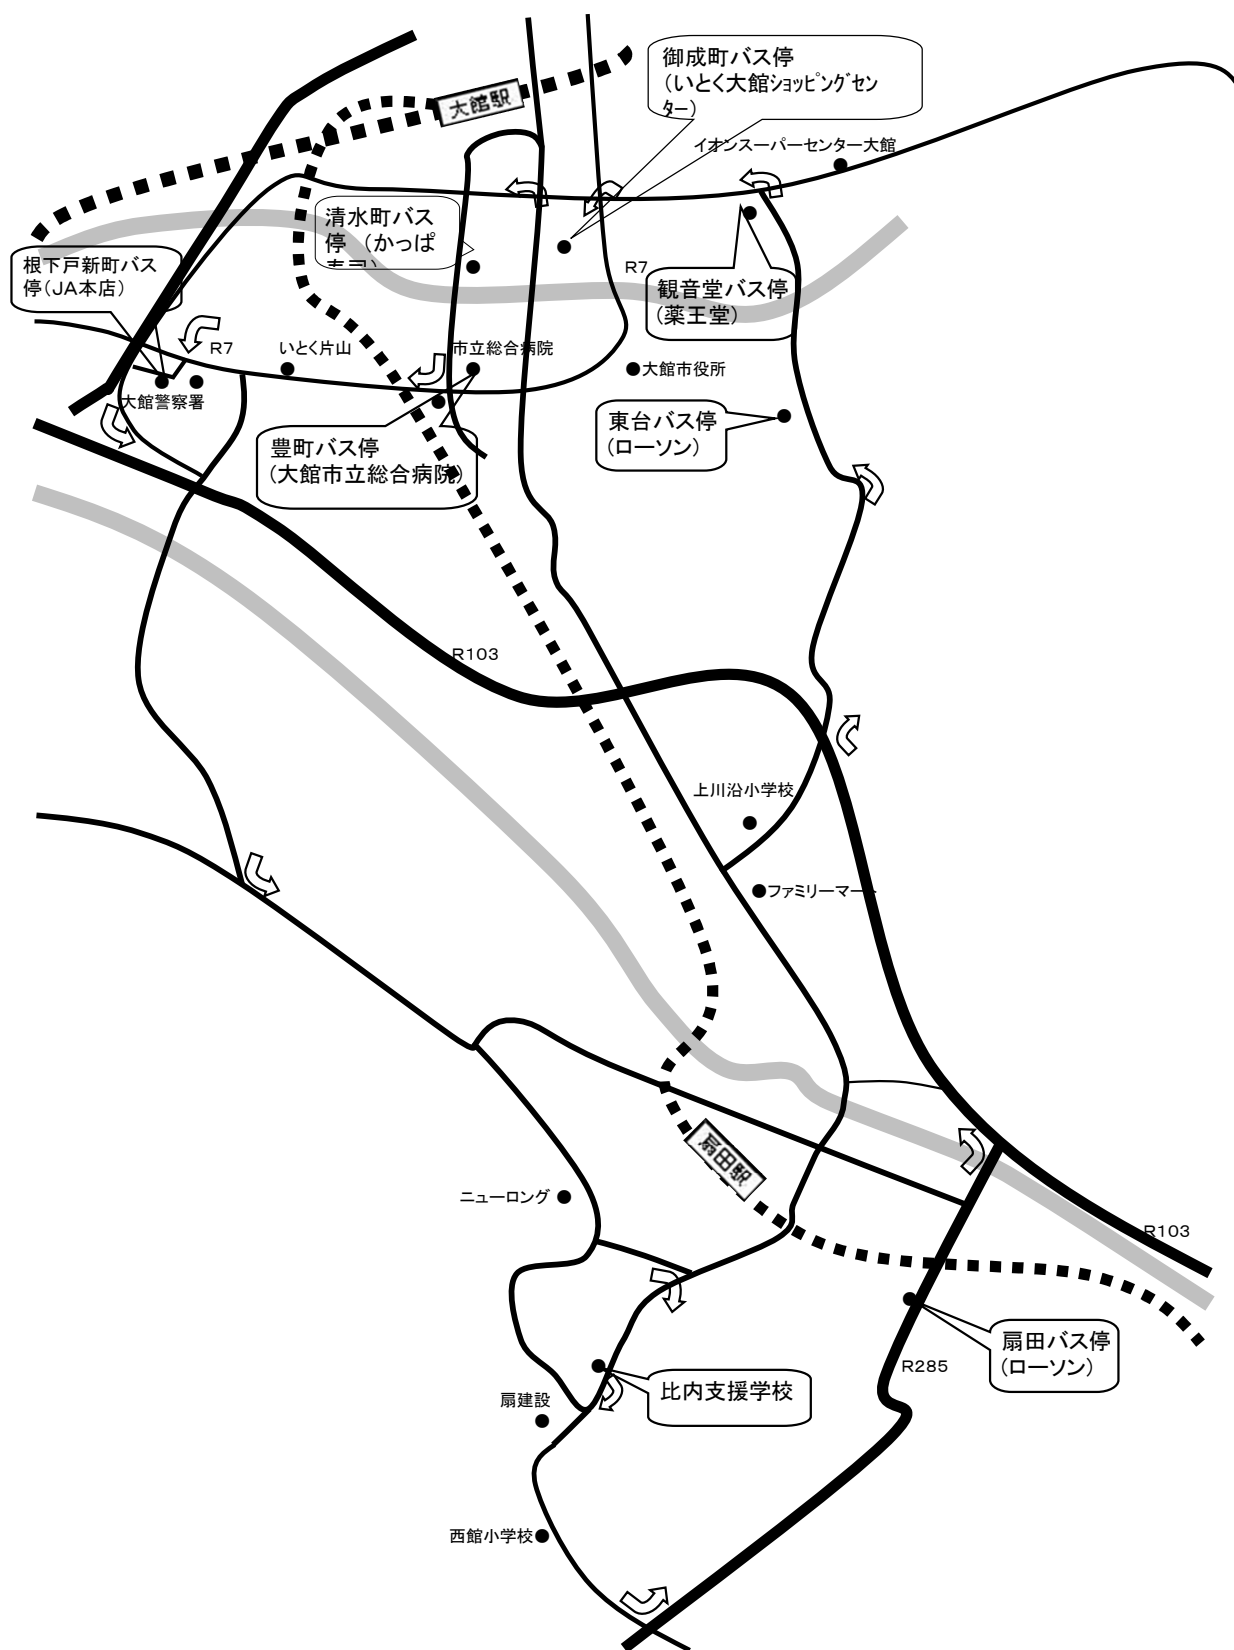 御成町バス停
(いとく大館ｼｮｯﾋﾟﾝｸﾞｾﾝ
ﾀｰ)
大館駅
イオンスーパーセンター大館
清水町バス
停　(かっぱ
根下戸新町バス
停(JA本店)
R7
観音堂バス停
(薬王堂)
R7
いとく片山
市立総合病院
大館市役所
大館警察署
東台バス停
(ローソン)
豊町バス停
(大館市立総合病院)
R103
上川沿小学校
ファミリーマート
扇田駅
ニューロング
R103
扇田バス停
(ローソン)
R285
比内支援学校
扇建設
西館小学校